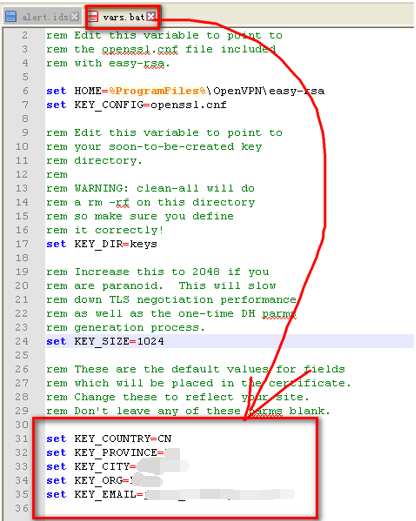 alert.ids
vars.bat
2 rem Edit this variable to point to
3 rem the openssl.cnf file included
4 rem with easy-rsa.
5
6 set HOME=%ProgramFiles%\OpenVPN\easy-rsa
7 set KEY_CONFIG=openssl.cnf
8
9 rem Edit this variable to point to
10 rem your soon-to-be-created key
11 rem directory.
12 rem
13 rem WARNING: clean-all will do
14 rem a rm -rf on this directory
15 rem so make sure you define
16 rem it correctly!
17 set KEY_DIR=keys
18
19 rem Increase this to 2048 if you
20 rem are paranoid.  This will slow
21 rem down TLS negotiation performance
22 rem as well as the one-time DH parms
23 rem generation process.
24 set KEY_SIZE=1024
25
26 rem These are the default values for fields
27 rem which will be placed in the certificate.
28 rem Change these to reflect your site.
29 rem Don't leave any of these parms blank.
30
31 set KEY_COUNTRY=CN
32 set KEY_PROVINCE=
33 set KEY_CITY=
34 set KEY_ORG=
35 set KEY_EMAIL=
36